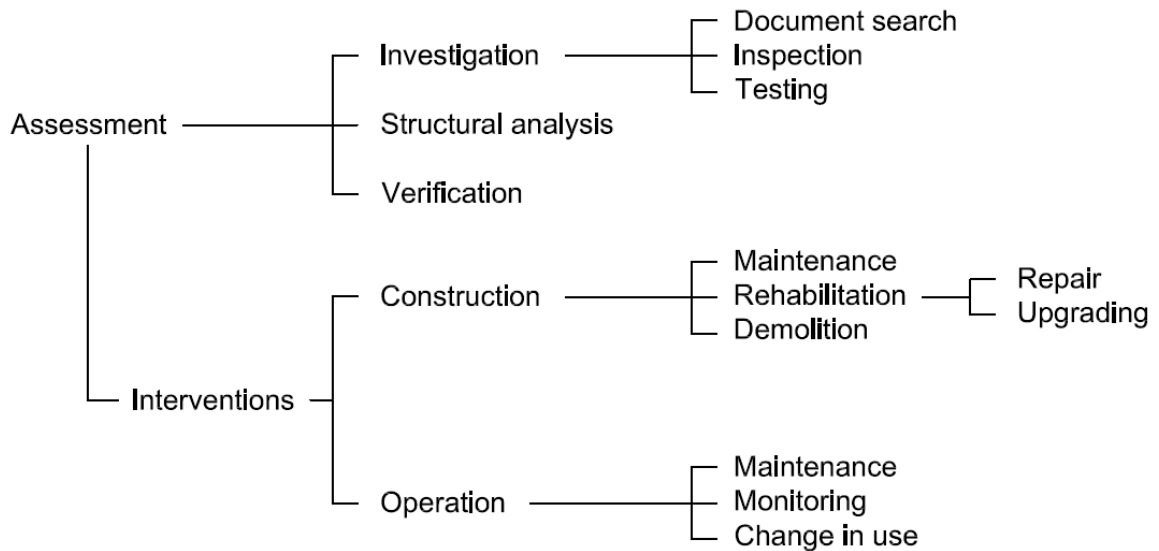 Document search
Investigation
Inspection
Testing
Assessment
Structural analysis
Verification
Maintenance
Repair
Construction
Rehabilitation
Upgrading
Demolition
Interventions
Maintenance
Operation
Monitoring
Change in use